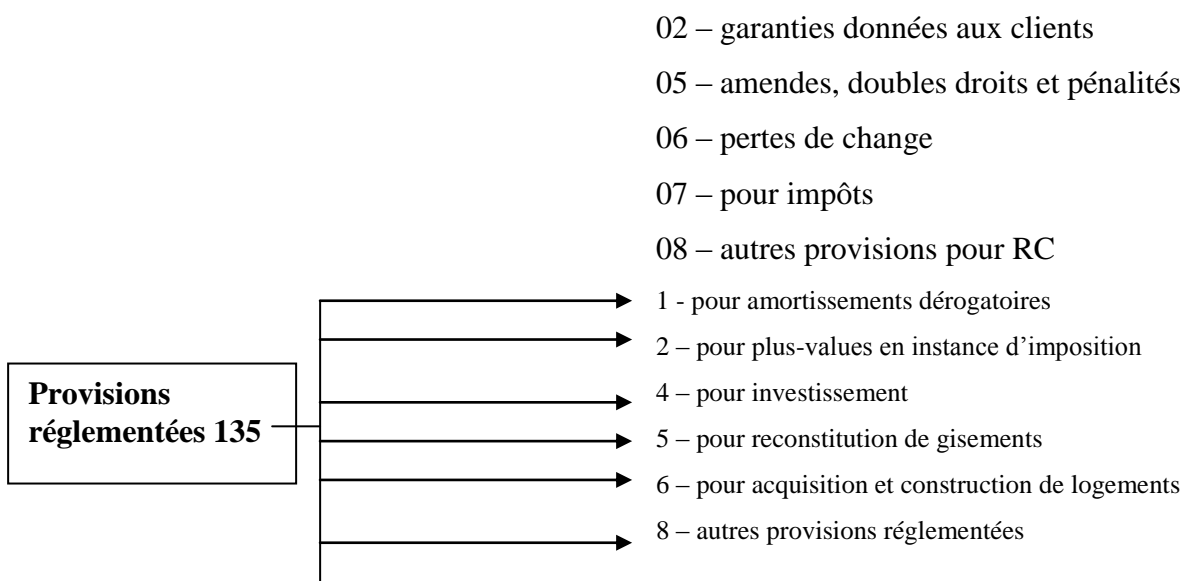 02 – garanties données aux clients
05 – amendes, doubles droits et pénalités
06 – pertes de change
07 – pour impôts
08 – autres provisions pour RC
1 - pour amortissements dérogatoires
2 – pour plus-values en instance d’imposition
Provisions
réglementées 135
4 – pour investissement
5 – pour reconstitution de gisements
6 – pour acquisition et construction de logements
8 – autres provisions réglementées